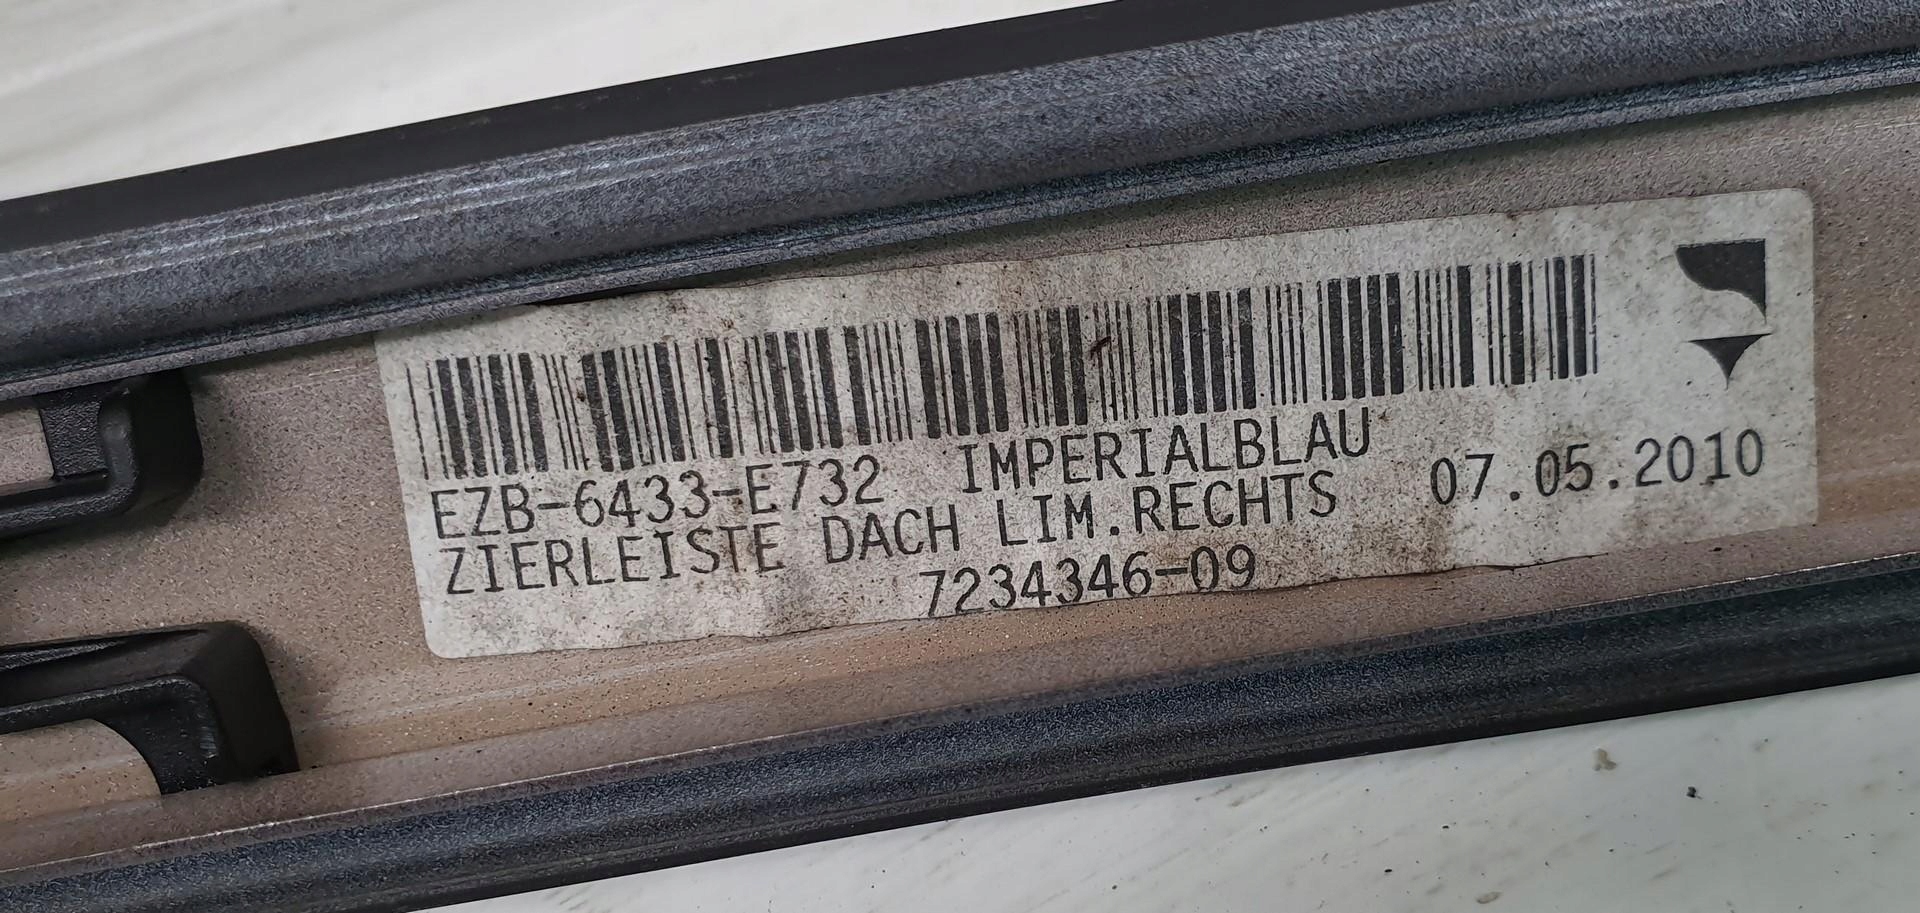 EZB-6433-E732 IMPERIALBLAU
ZIERLEISTE DACH LIM.RECHTS 07.05.2010
7234346-09